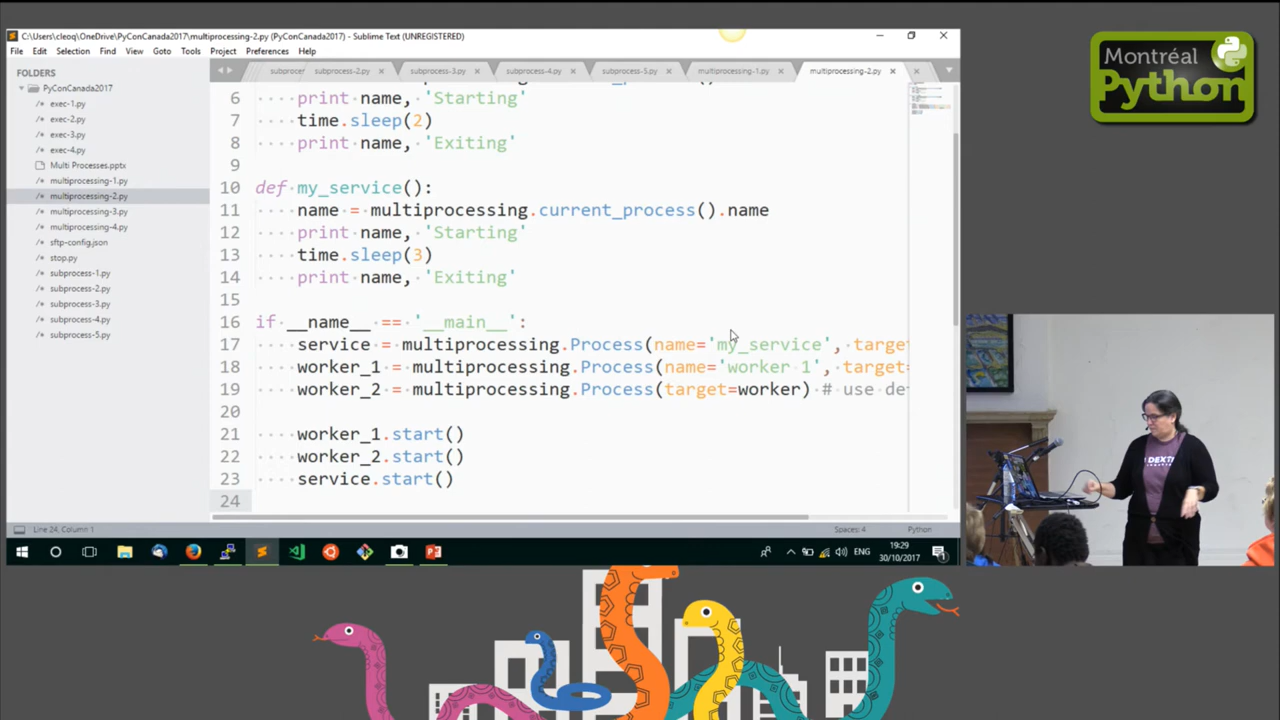 C:\Users\cleoq\OneDrive\PyConCanada2017\multiprocessing-2.py (PyConCanada2017) - Sublime Text (UNREGISTERED)
File Edit Selection Find View Goto Tools Project Preferences Help
FOLDERS
PyConCanada2017
exec-1.py
exec-2.py
exec-3.py
exec-4.py
Multi Processes.pptx
multiprocessing-1.py
multiprocessing-2.py
multiprocessing-3.py
multiprocessing-4.py
sftp-config.json
stop.py
subprocess-1.py
subprocess-2.py
subprocess-3.py
subprocess-4.py
subprocess-5.py
subproce subprocess-2.py subprocess-3.py subprocess-4.py subprocess-5.py multiprocessing-1.py multiprocessing-2.py
6 print name, 'Starting'
7 time.sleep(2)
8 print name, 'Exiting'
9
10 def my_service():
11 name = multiprocessing.current_process().name
12 print name, 'Starting'
13 time.sleep(3)
14 print name, 'Exiting'
15
16 if __name__ == '__main__':
17 service = multiprocessing.Process(name='my_service', target
18 worker_1 = multiprocessing.Process(name='worker 1', target=
19 worker_2 = multiprocessing.Process(target=worker) # use de
20
21 worker_1.start()
22 worker_2.start()
23 service.start()
24
Line 24, Column 1 Spaces: 4 Python
ENG
19:29
30/10/2017
Montréal
Python